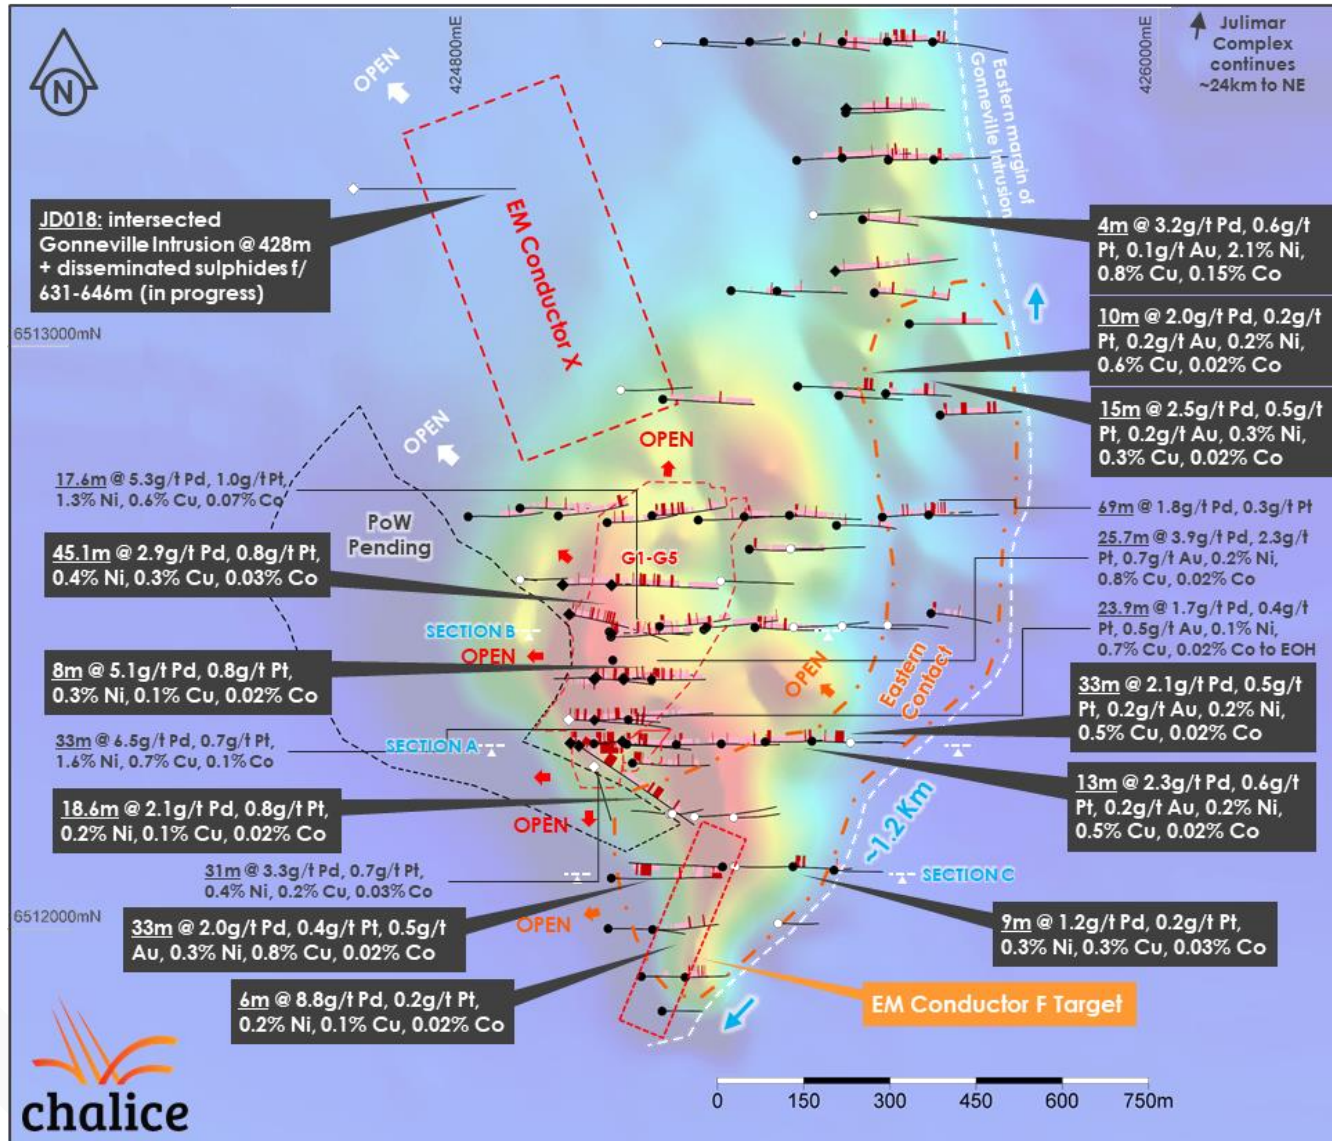 N
OPEN
424800mE
426000mE
Julimar
Complex
continues
~24km to NE
Eastern margin of
Gonneville Intrusion
JD018: intersected
Gonneville Intrusion @ 428m
+ disseminated sulphides f/
631-646m (in progress)
EM Conductor X
4m @ 3.2g/t Pd, 0.6g/t
Pt, 0.1g/t Au, 2.1% Ni,
0.8% Cu, 0.15% Co
6513000mN
10m @ 2.0g/t Pd, 0.2g/t
Pt, 0.2g/t Au, 0.2% Ni,
0.6% Cu, 0.02% Co
15m @ 2.5g/t Pd, 0.5g/t
Pt, 0.2g/t Au, 0.3% Ni,
0.3% Cu, 0.02% Co
OPEN
OPEN
17.6m @ 5.3g/t Pd, 1.0g/t Pt,
1.3% Ni, 0.6% Cu, 0.07% Co
PoW
Pending
69m @ 1.8g/t Pd, 0.3g/t Pt
45.1m @ 2.9g/t Pd, 0.8g/t Pt,
0.4% Ni, 0.3% Cu, 0.03% Co
G1-G5
25.7m @ 3.9g/t Pd, 2.3g/t
Pt, 0.7g/t Au, 0.2% Ni,
0.8% Cu, 0.02% Co
23.9m @ 1.7g/t Pd, 0.4g/t
Pt, 0.5g/t Au, 0.1% Ni,
0.7% Cu, 0.02% Co to EOH
SECTION B
OPEN
8m @ 5.1g/t Pd, 0.8g/t Pt,
0.3% Ni, 0.1% Cu, 0.02% Co
OPEN
Eastern
Contact
33m @ 2.1g/t Pd, 0.5g/t
Pt, 0.2g/t Au, 0.2% Ni,
0.5% Cu, 0.02% Co
33m @ 6.5g/t Pd, 0.7g/t Pt,
1.6% Ni, 0.7% Cu, 0.1% Co
SECTION A
13m @ 2.3g/t Pd, 0.6g/t
Pt, 0.2g/t Au, 0.2% Ni,
0.5% Cu, 0.02% Co
18.6m @ 2.1g/t Pd, 0.8g/t Pt,
0.2% Ni, 0.1% Cu, 0.02% Co
OPEN
~1.2 Km
31m @ 3.3g/t Pd, 0.7g/t Pt,
0.4% Ni, 0.2% Cu, 0.03% Co
SECTION C
6512000mN
33m @ 2.0g/t Pd, 0.4g/t Pt, 0.5g/t
Au, 0.3% Ni, 0.8% Cu, 0.02% Co
OPEN
9m @ 1.2g/t Pd, 0.2g/t Pt,
0.3% Ni, 0.3% Cu, 0.03% Co
6m @ 8.8g/t Pd, 0.2g/t Pt,
0.2% Ni, 0.1% Cu, 0.02% Co
EM Conductor F Target
chalice
0 150 300 450 600 750m